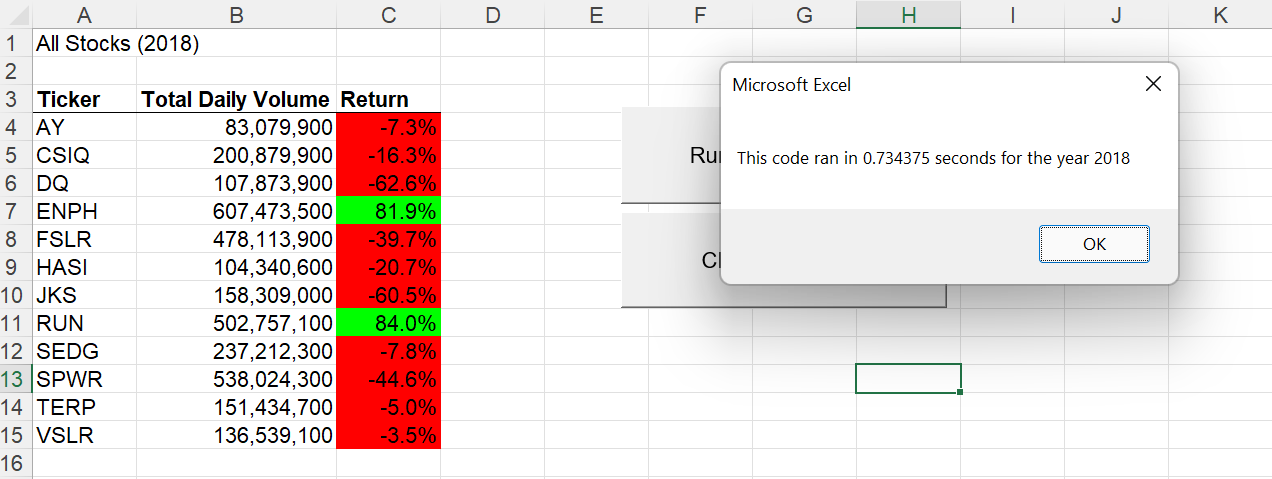 A B C D E F G H I J K
1 All Stocks (2018)
2
3 Ticker Total Daily Volume Return
4 AY 83,079,900 -7.3%
5 CSIQ 200,879,900 -16.3%
6 DQ 107,873,900 -62.6%
7 ENPH 607,473,500 81.9%
8 FSLR 478,113,900 -39.7%
9 HASI 104,340,600 -20.7%
10 JKS 158,309,000 -60.5%
11 RUN 502,757,100 84.0%
12 SEDG 237,212,300 -7.8%
13 SPWR 538,024,300 -44.6%
14 TERP 151,434,700 -5.0%
15 VSLR 136,539,100 -3.5%
16
Microsoft Excel
This code ran in 0.734375 seconds for the year 2018
OK